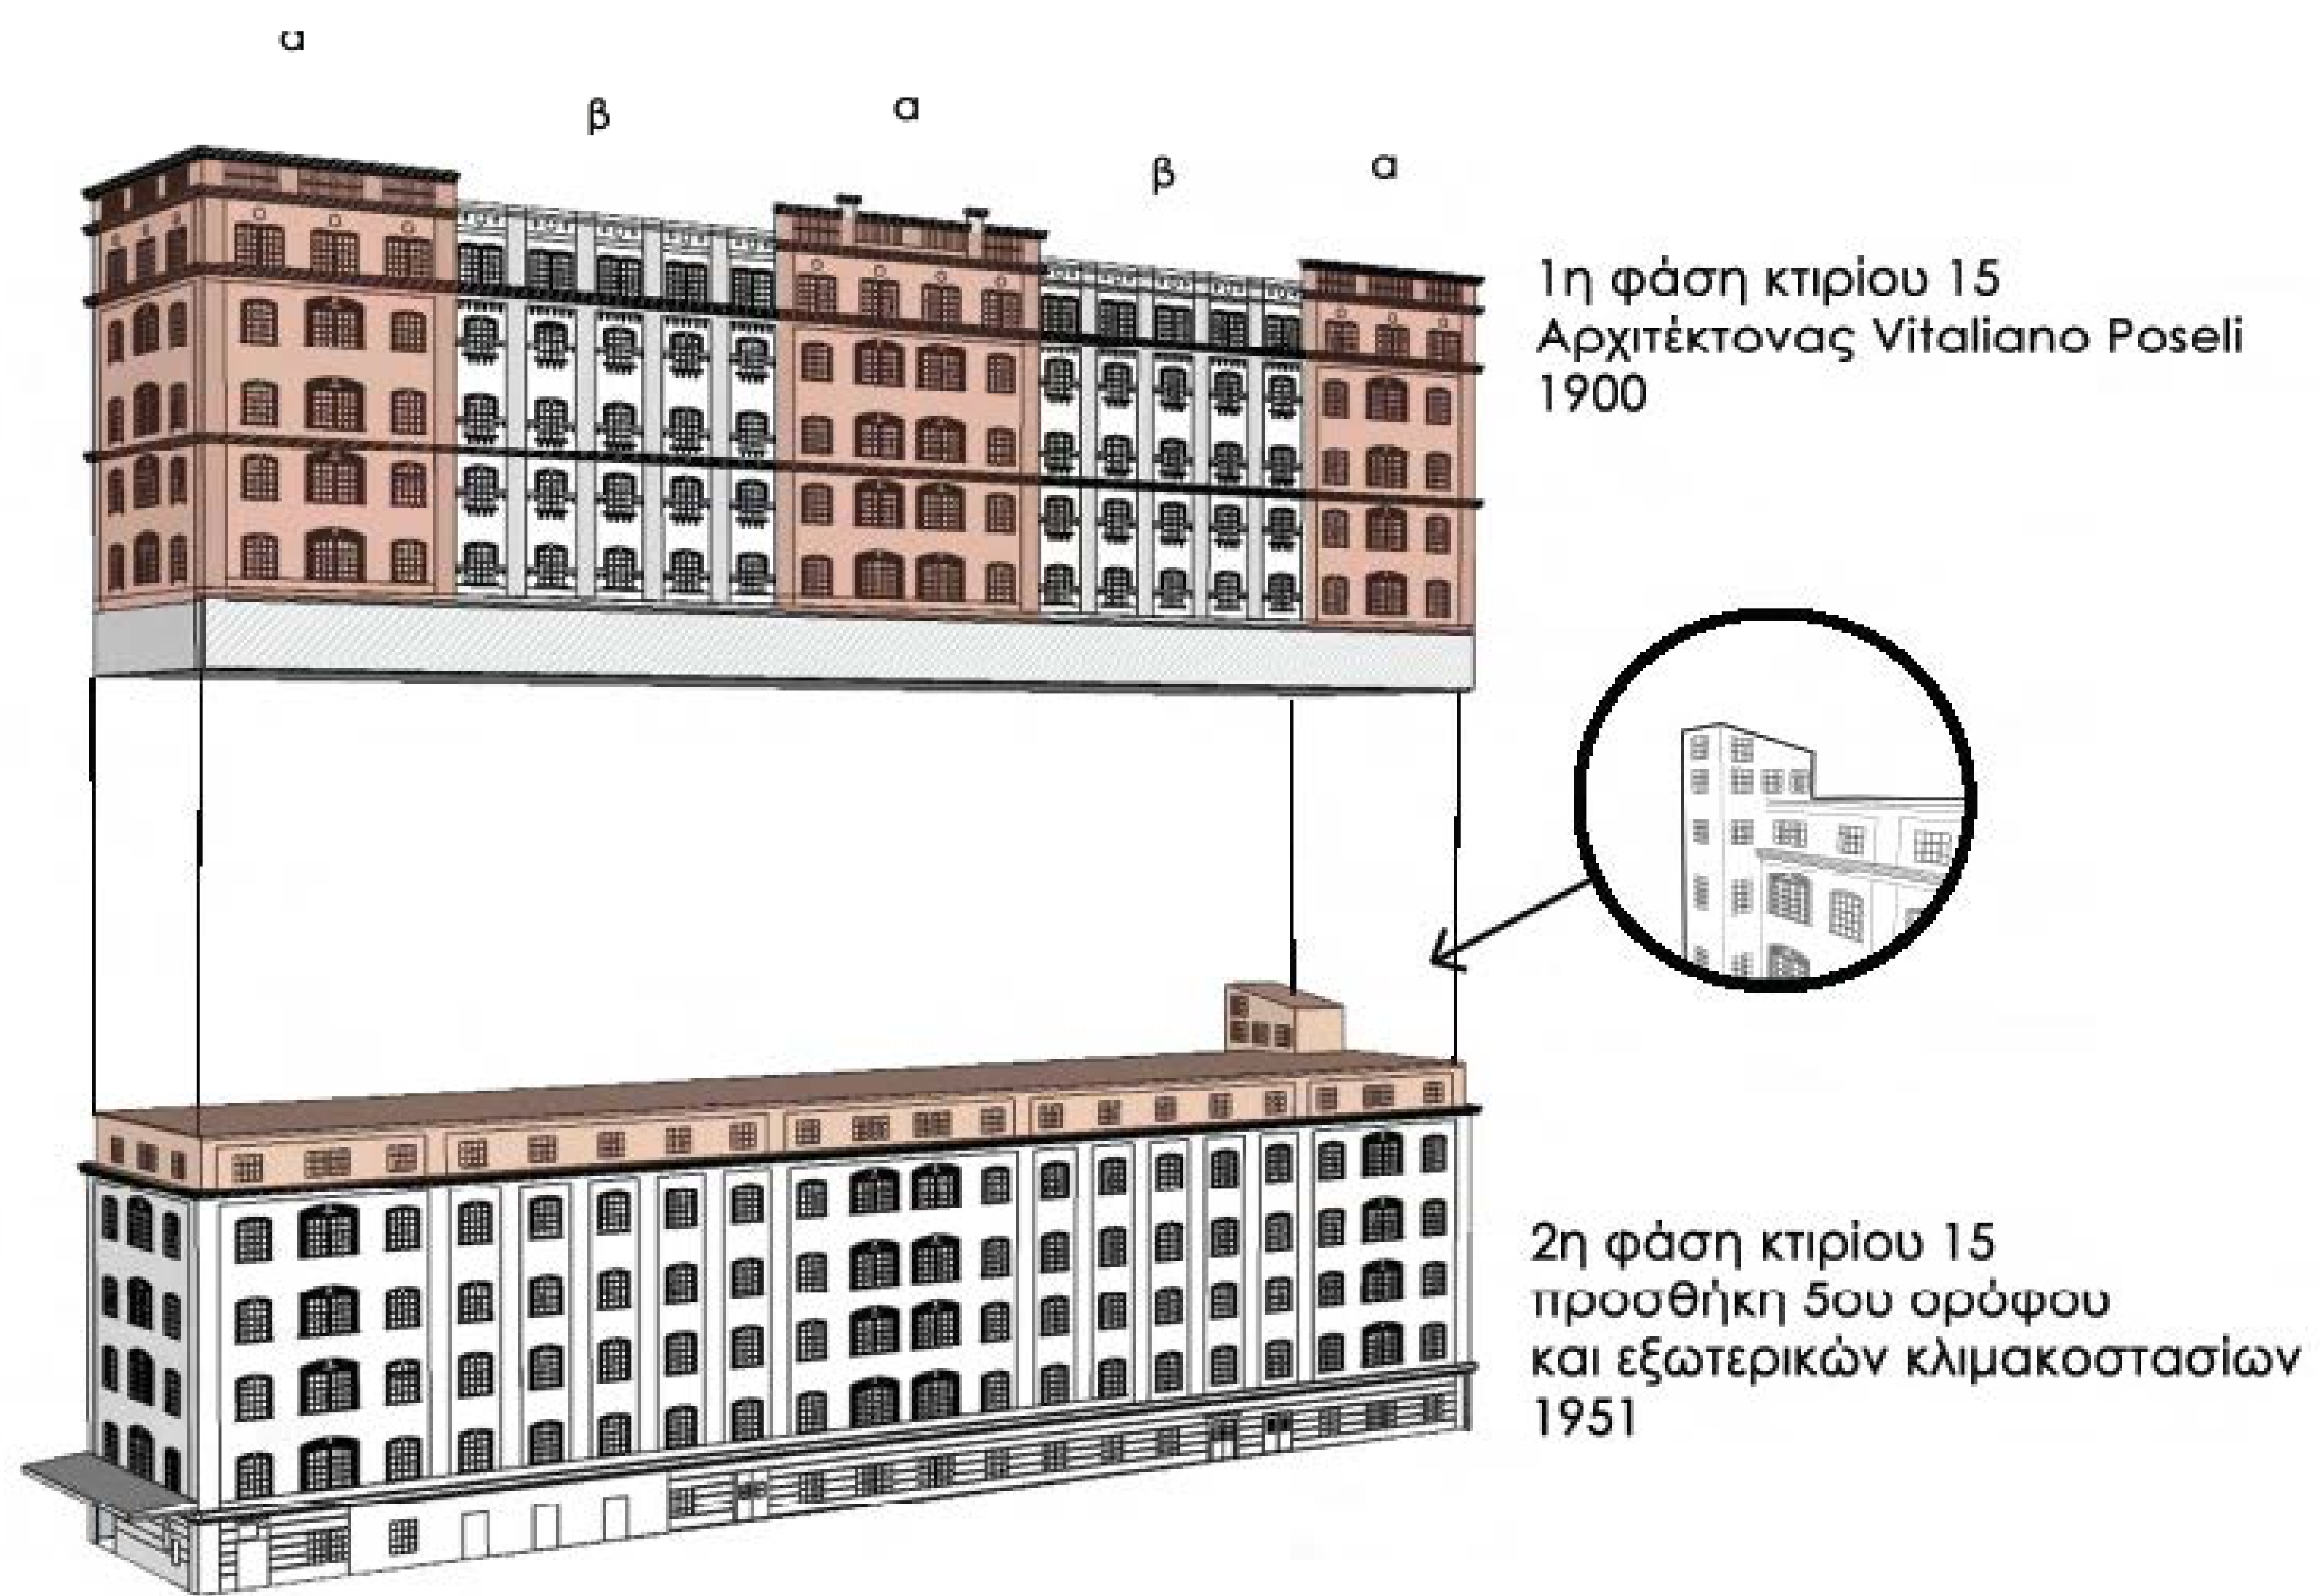 α
β
α
β
α
1η φάση κτιρίου 15
Αρχιτέκτονας Vitaliano Poseli
1900
2η φάση κτιρίου 15
προσθήκη 5ου ορόφου
και εξωτερικών κλιμακοστασίων
1951